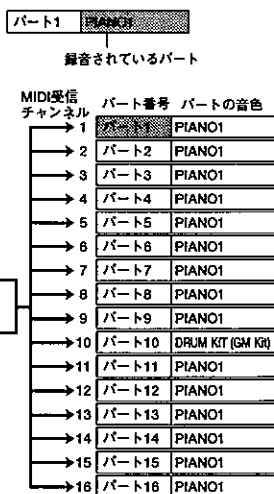 パート1 PIANO1
録音されているパート
MIDI受信
チャンネル パート番号 パートの音色
1 パート1 PIANO1
2 パート2 PIANO1
3 パート3 PIANO1
4 パート4 PIANO1
5 パート5 PIANO1
6 パート6 PIANO1
7 パート7 PIANO1
8 パート8 PIANO1
9 パート9 PIANO1
10 パート10 DRUM KIT (GM Kit)
11 パート11 PIANO1
12 パート12 PIANO1
13 パート13 PIANO1
14 パート14 PIANO1
15 パート15 PIANO1
16 パート16 PIANO1